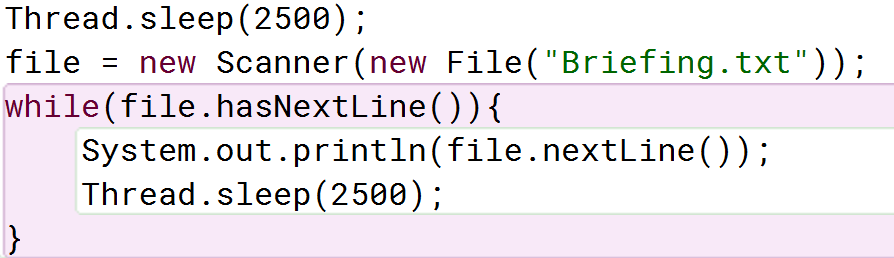 Thread.sleep(2500);
file = new Scanner(new File("Briefing.txt"));
while(file.hasNextLine()){
    System.out.println(file.nextLine());
    Thread.sleep(2500);
}